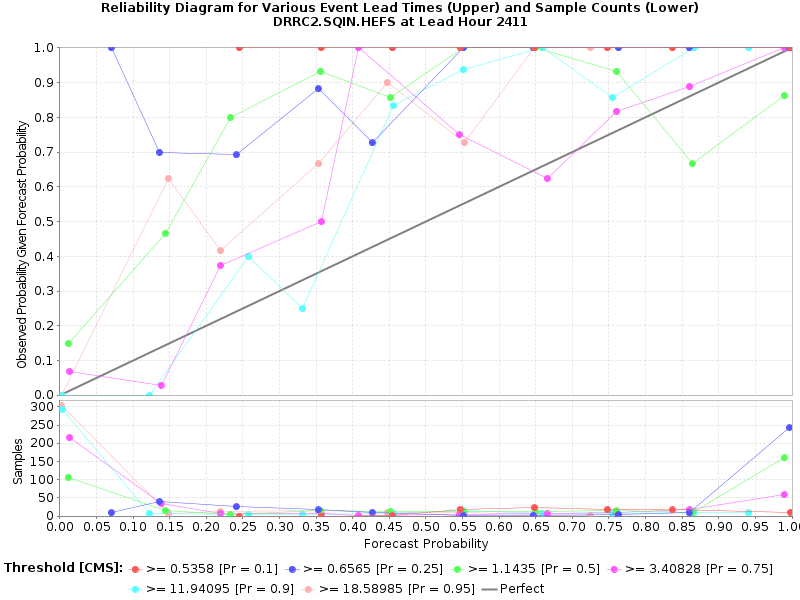 Reliability Diagram for Various Event Lead Times (Upper) and Sample Counts (Lower)
DRRC2.SQIN.HEFS at Lead Hour 2411
Observed Probability Given Forecast Probability
1.0
0.9
0.8
0.7
0.6
0.5
0.4
0.3
0.2
0.1
0.0
Samples
300
250
200
150
100
50
0
0.00 0.05 0.10 0.15 0.20 0.25 0.30 0.35 0.40 0.45 0.50 0.55 0.60 0.65 0.70 0.75 0.80 0.85 0.90 0.95 1.0
Forecast Probability
Threshold [CMS]: >= 0.5358 [Pr = 0.1] >= 0.6565 [Pr = 0.25] >= 1.1435 [Pr = 0.5] >= 3.40828 [Pr = 0.75]
>= 11.94095 [Pr = 0.9] >= 18.58985 [Pr = 0.95] Perfect